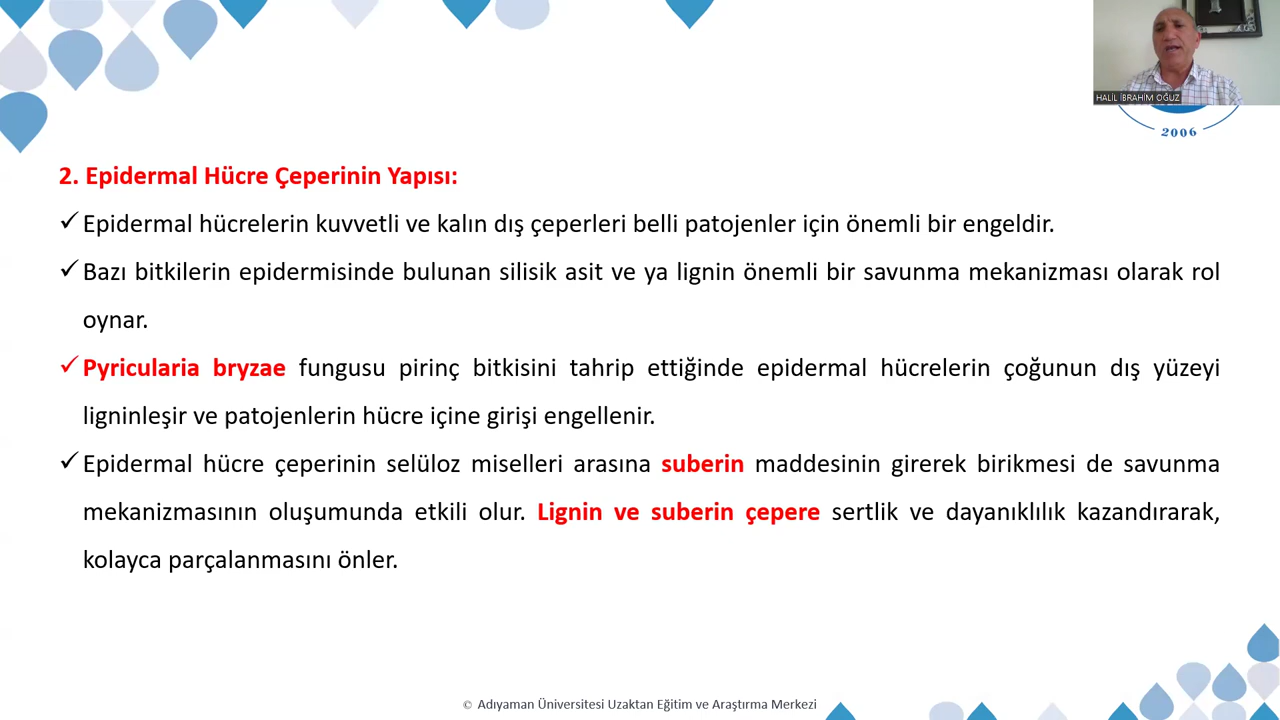 HALİL İBRAHİM OĞUZ
2006
2. Epidermal Hücre Çeperinin Yapısı:
✓ Epidermal hücrelerin kuvvetli ve kalın dış çeperleri belli patojenler için önemli bir engeldir.
✓ Bazı bitkilerin epidermisinde bulunan silisik asit ve ya lignin önemli bir savunma mekanizması olarak rol
oynar.
✓ Pyricularia bryzae fungusu pirinç bitkisini tahrip ettiğinde epidermal hücrelerin çoğunun dış yüzeyi
ligninleşir ve patojenlerin hücre içine girişi engellenir.
✓ Epidermal hücre çeperinin selüloz miselleri arasına suberin maddesinin girerek birikmesi de savunma
mekanizmasının oluşumunda etkili olur. Lignin ve suberin çepere sertlik ve dayanıklılık kazandırarak,
kolayca parçalanmasını önler.
© Adıyaman Üniversitesi Uzaktan Eğitim ve Araştırma Merkezi